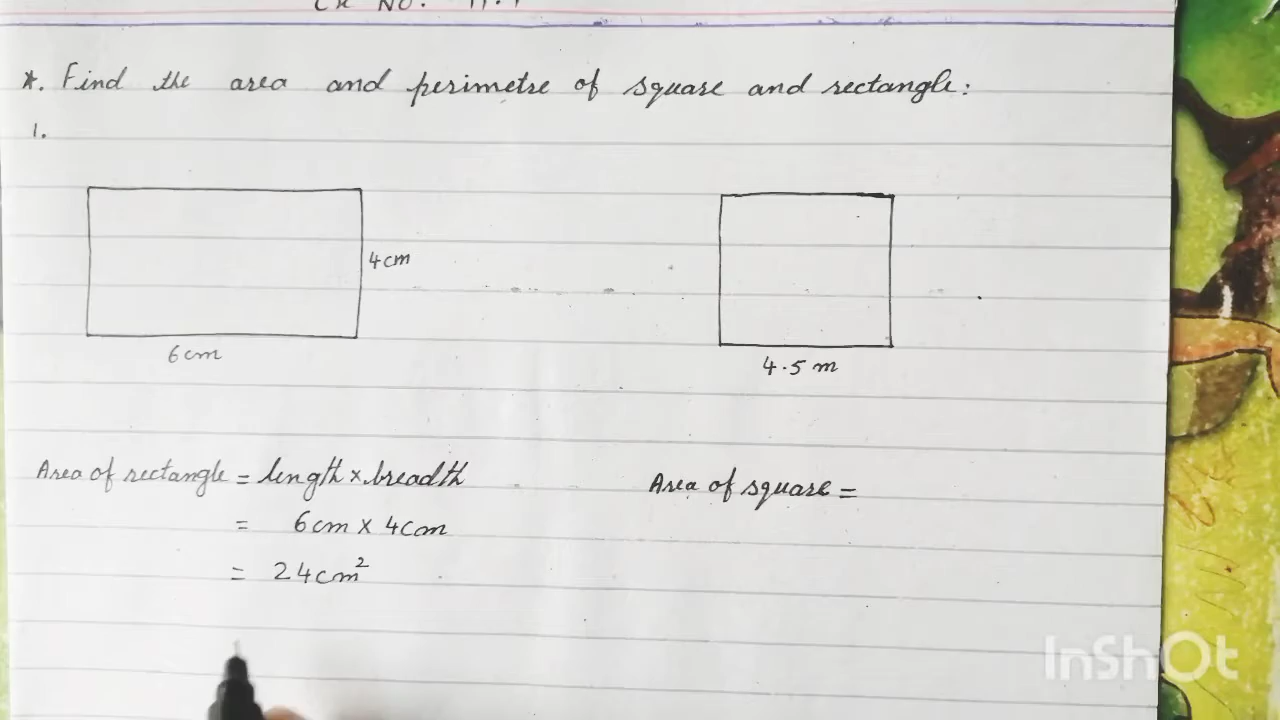 No.
*. Find the area and perimetre of square and rectangle:
1.
4cm
6cm
4.5 m
Area of rectangle = length × breadth
= 6cm × 4cm
= 24cm²
Area of square =
InShOt